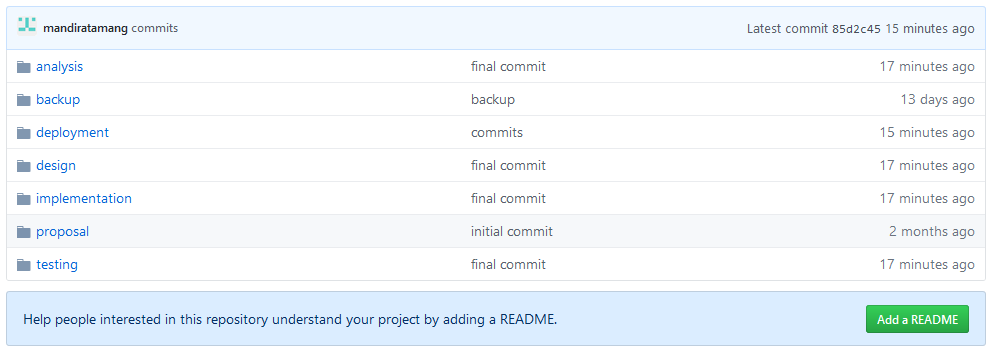 mandiratamang commits Latest commit 85d2c45 15 minutes ago
analysis final commit 17 minutes ago
backup backup 13 days ago
deployment commits 15 minutes ago
design final commit 17 minutes ago
implementation final commit 17 minutes ago
proposal initial commit 2 months ago
testing final commit 17 minutes ago
Help people interested in this repository understand your project by adding a README. Add a README